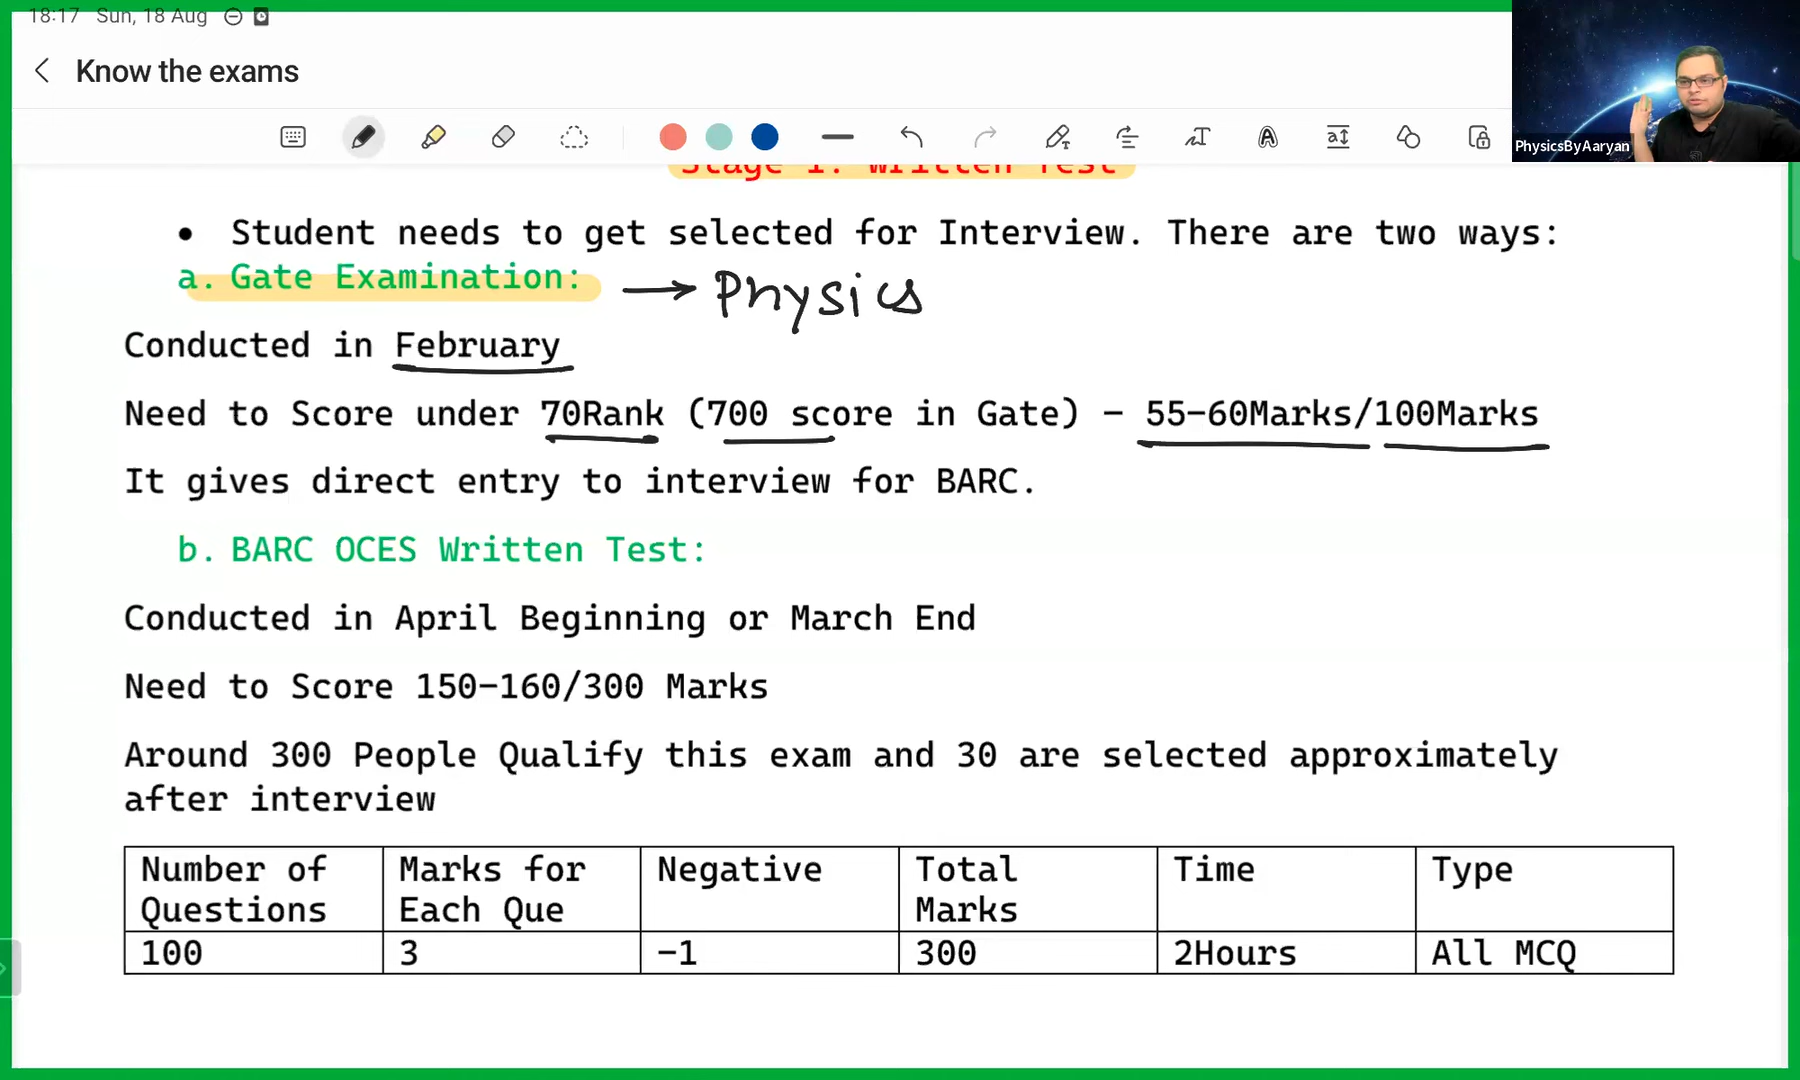 18:17 Sun, 18 Aug
Know the exams
PhysicsByAaryan
Stage 1: Written Test
• Student needs to get selected for Interview. There are two ways:
a. Gate Examination: → Physics
Conducted in February
Need to Score under 70Rank (700 score in Gate) - 55-60Marks/100Marks
It gives direct entry to interview for BARC.
b. BARC OCES Written Test:
Conducted in April Beginning or March End
Need to Score 150-160/300 Marks
Around 300 People Qualify this exam and 30 are selected approximately
after interview
Number of Questions Marks for Each Que Negative Total Marks Time Type
100 3 -1 300 2Hours All MCQ